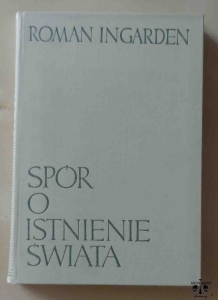 ROMAN INGARDEN
SPÓR
O
ISTNIENIE
ŚWIATA